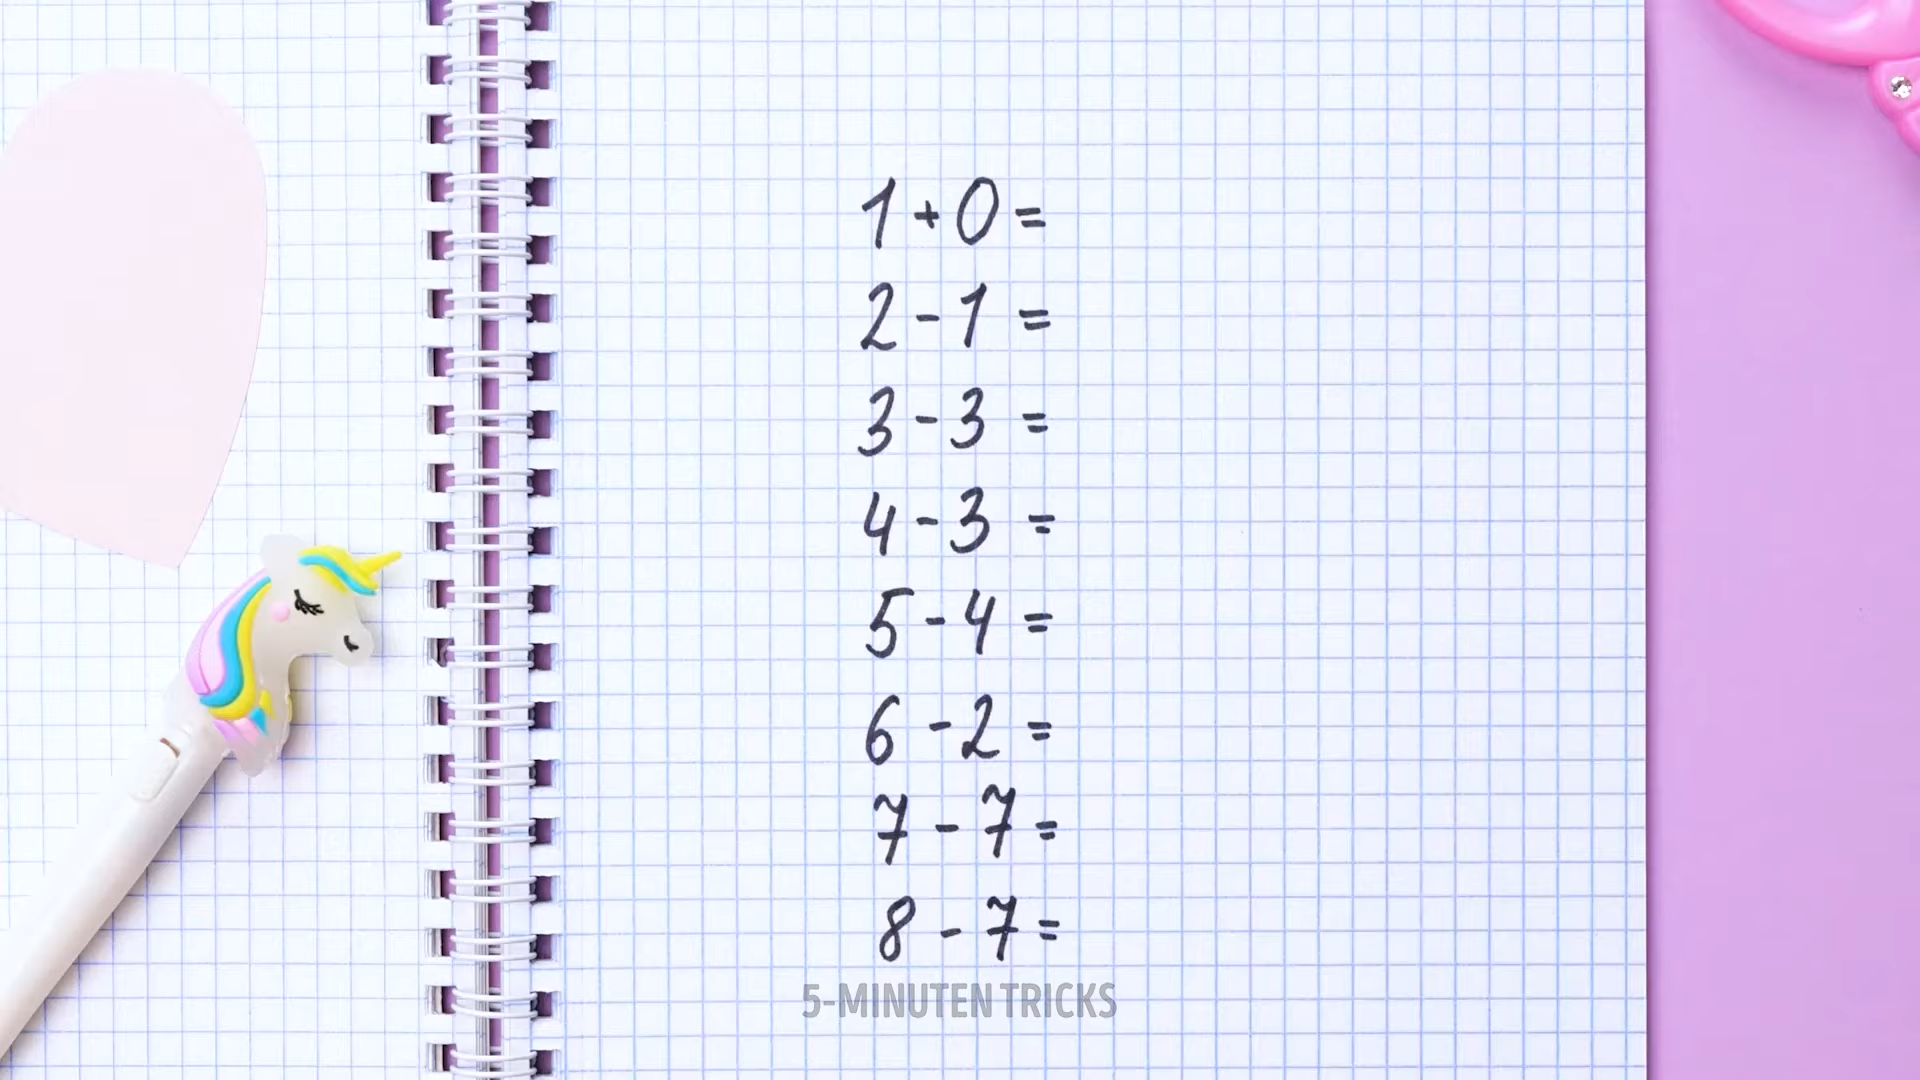 1 + 0 =
2 - 1 =
3 - 3 =
4 - 3 =
5 - 4 =
6 - 2 =
7 - 7 =
8 - 7 =
5-MINUTEN TRICKS